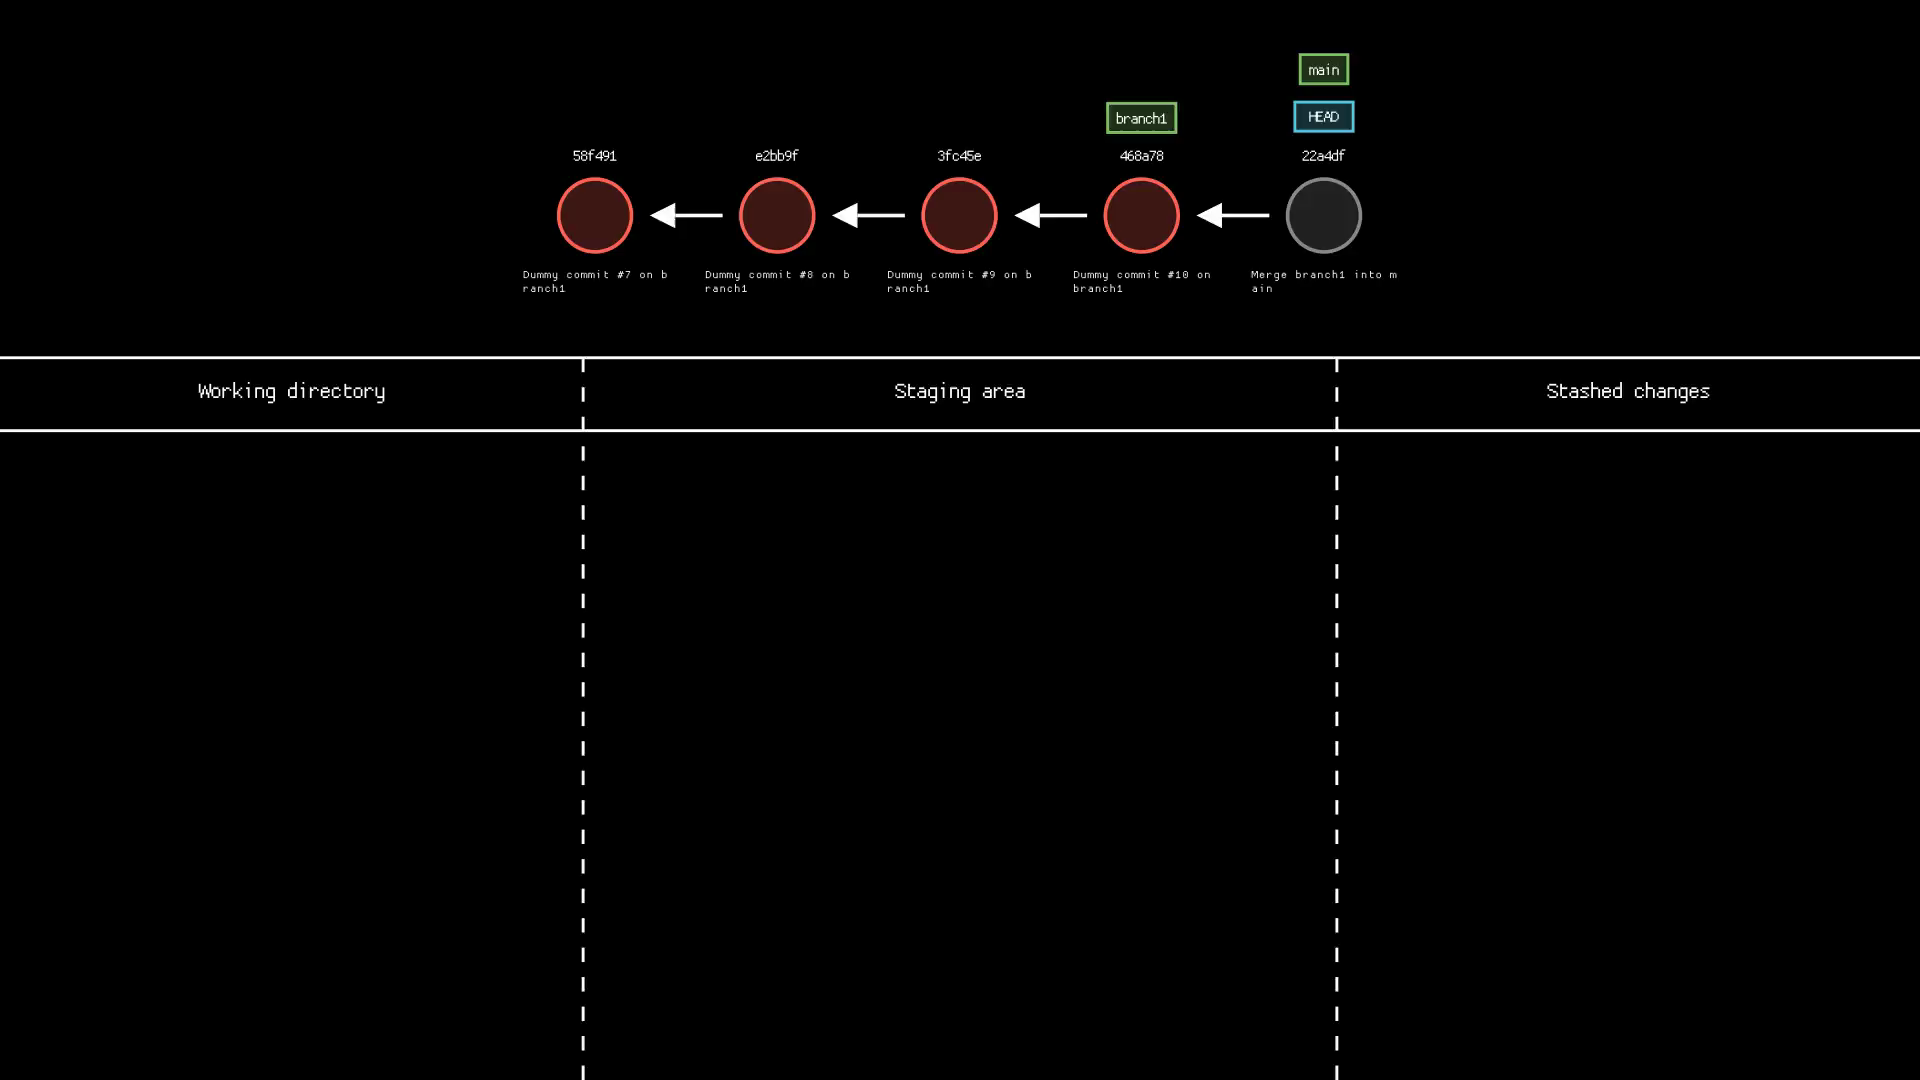 main
HEAD
branch1
58f491
e2bb9f
3fc45e
468a78
22a4df
Dummy commit #7 on b
ranch1
Dummy commit #8 on b
ranch1
Dummy commit #9 on b
ranch1
Dummy commit #10 on
branch1
Merge branch1 into m
ain
Working directory
Staging area
Stashed changes